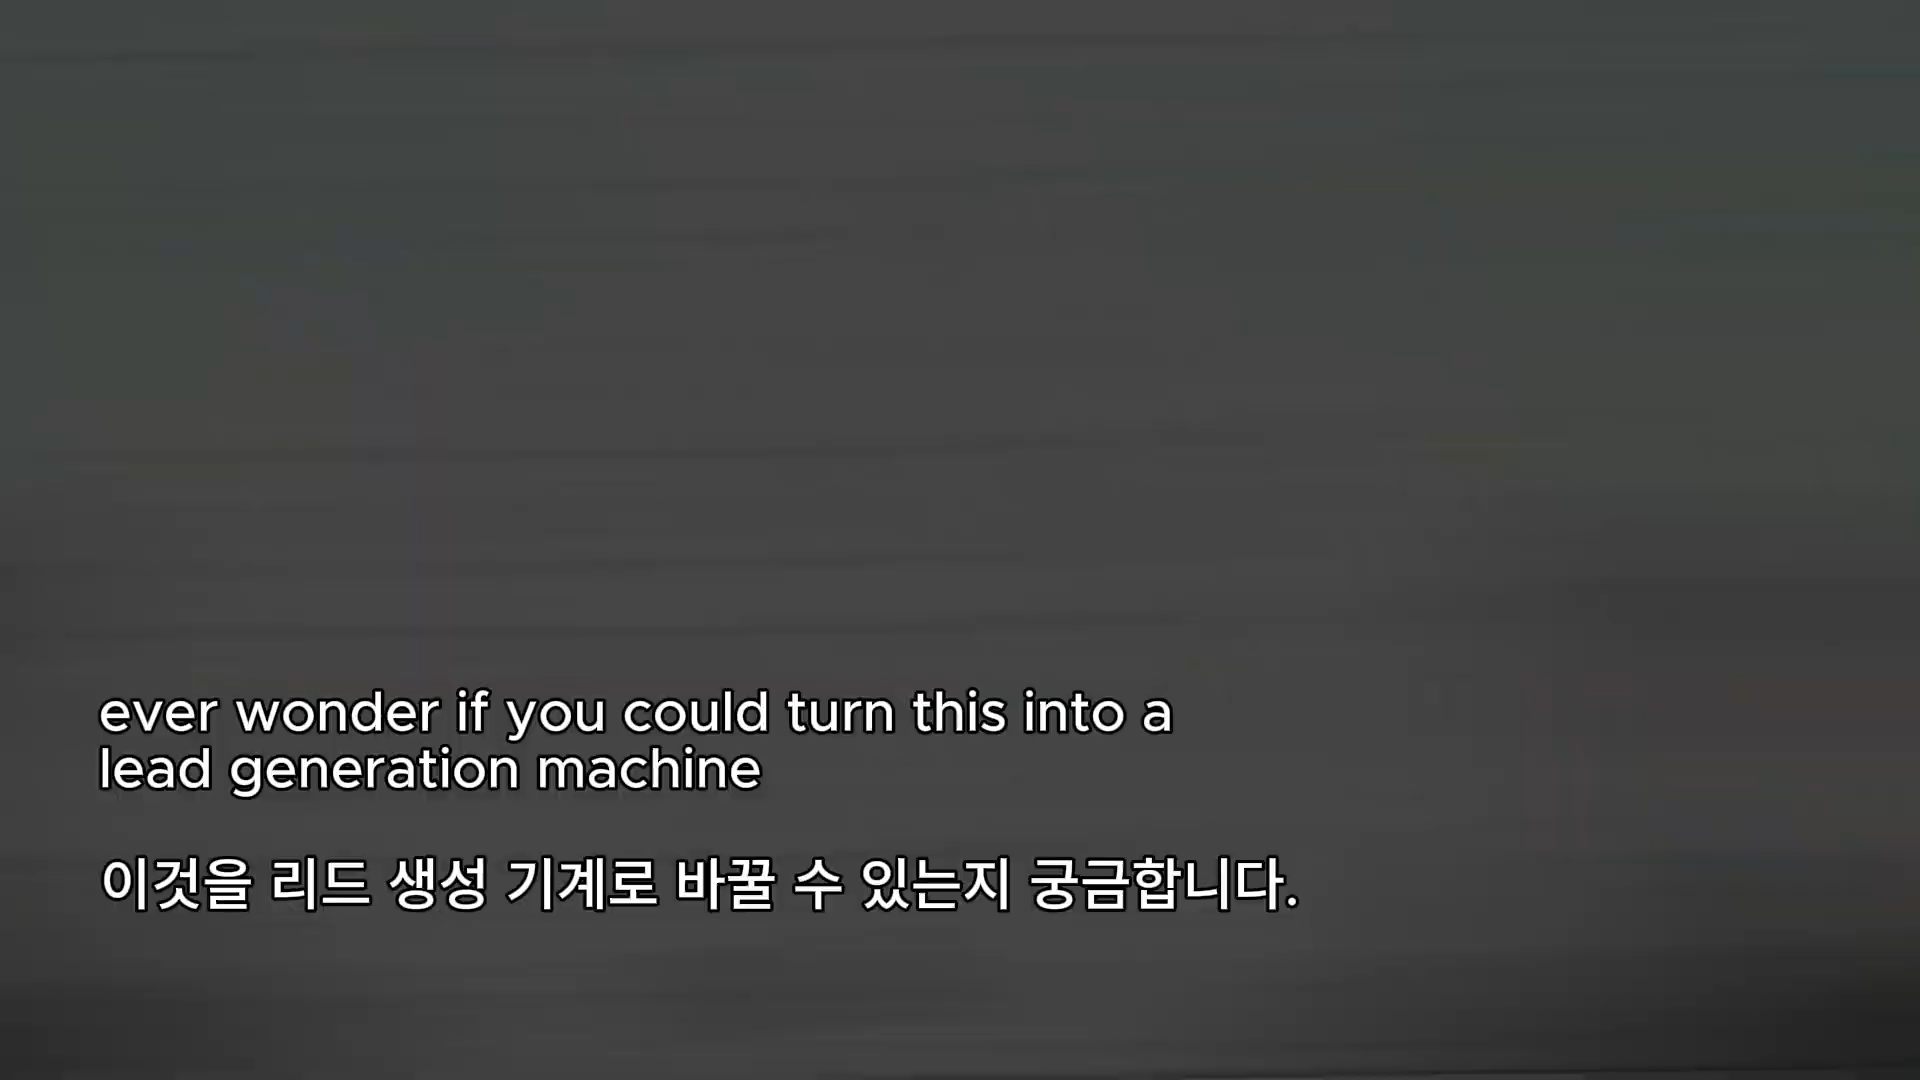 ever wonder if you could turn this into a
lead generation machine
이것을 리드 생성 기계로 바꿀 수 있는지 궁금합니다.